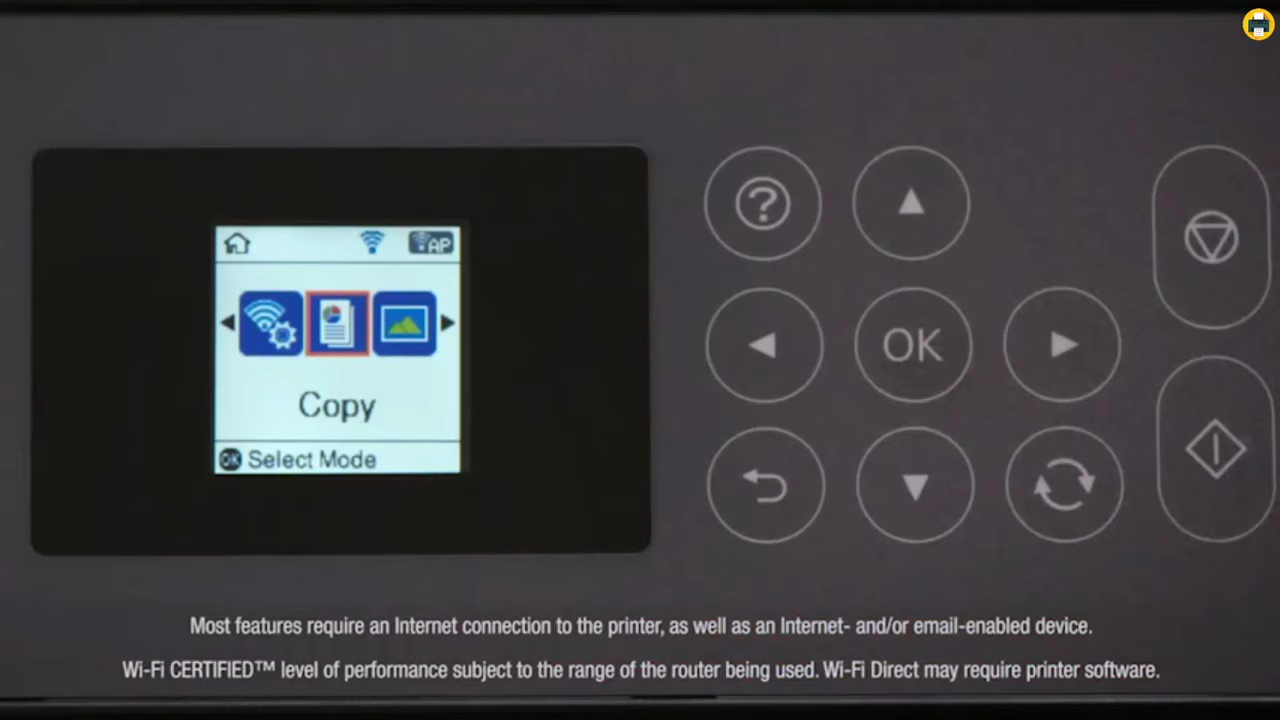 AP
Copy
OK Select Mode
OK
Most features require an Internet connection to the printer, as well as an Internet- and/or email-enabled device.
Wi-Fi CERTIFIED™ level of performance subject to the range of the router being used. Wi-Fi Direct may require printer software.